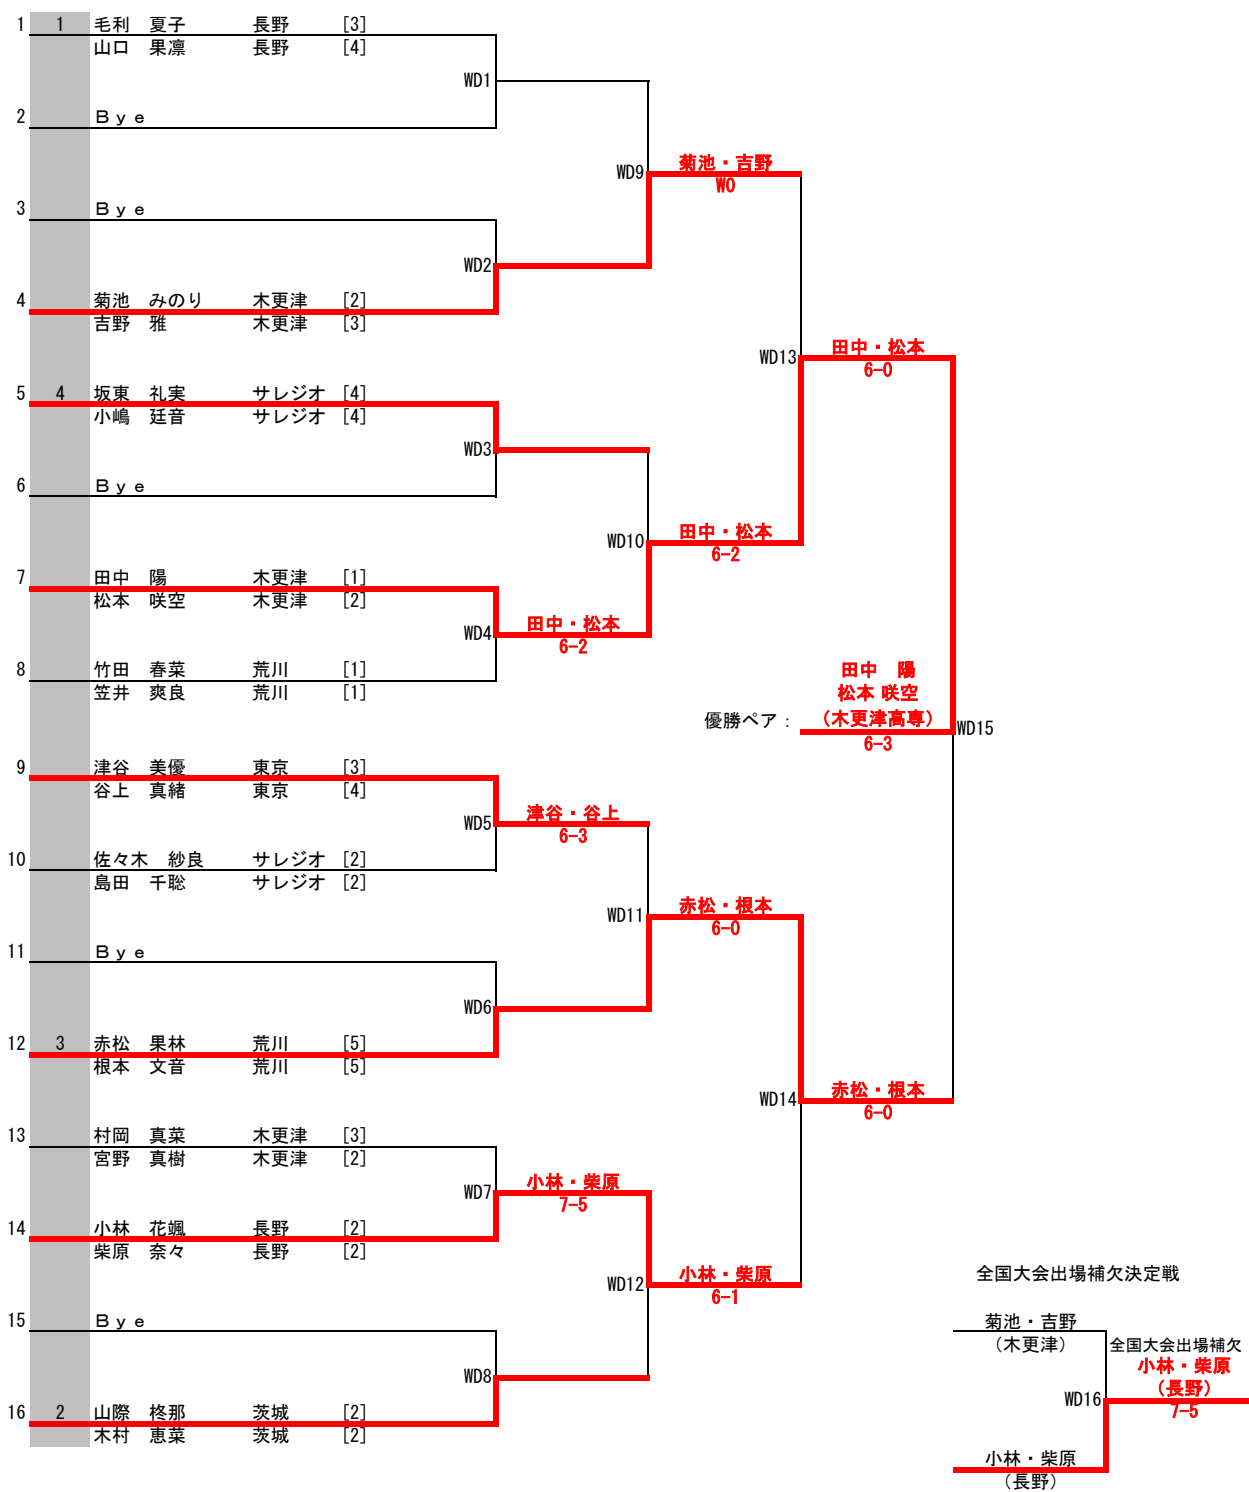 1 1 毛利　夏子 長野 [3]
山口　果凛 長野 [4]
WD1
2 Ｂｙｅ
WD9 菊池・吉野
W0
3 Ｂｙｅ
WD2
4 菊池　みのり 木更津 [2]
吉野　雅 木更津 [3]
WD13 田中・松本
6-0
5 4 坂東　礼実 サレジオ [4]
小嶋　廷音 サレジオ [4]
WD3
6 Ｂｙｅ
WD10 田中・松本
6-2
7 田中　陽 木更津 [1]
松本　咲空 木更津 [2]
WD4 田中・松本
6-2
8 竹田　春菜 荒川 [1]
笠井　爽良 荒川 [1]
田中　陽
松本 咲空
優勝ペア： （木更津高専）
6-3
WD15
9 津谷　美優 東京 [3]
谷上　真緒 東京 [4]
WD5 津谷・谷上
6-3
10 佐々木　紗良 サレジオ [2]
島田　千聡 サレジオ [2]
WD11 赤松・根本
6-0
11 Ｂｙｅ
WD6
12 3 赤松　果林 荒川 [5]
根本　文音 荒川 [5]
WD14 赤松・根本
6-0
13 村岡　真菜 木更津 [3]
宮野　真樹 木更津 [2]
WD7 小林・柴原
7-5
14 小林　花颯 長野 [2]
柴原　奈々 長野 [2]
WD12 小林・柴原
6-1
15 Ｂｙｅ
WD8
16 2 山際　柊那 茨城 [2]
木村　恵菜 茨城 [2]
全国大会出場補欠決定戦
菊池・吉野
（木更津）
全国大会出場補欠
小林・柴原
（長野）
WD16 7-5
小林・柴原
（長野）